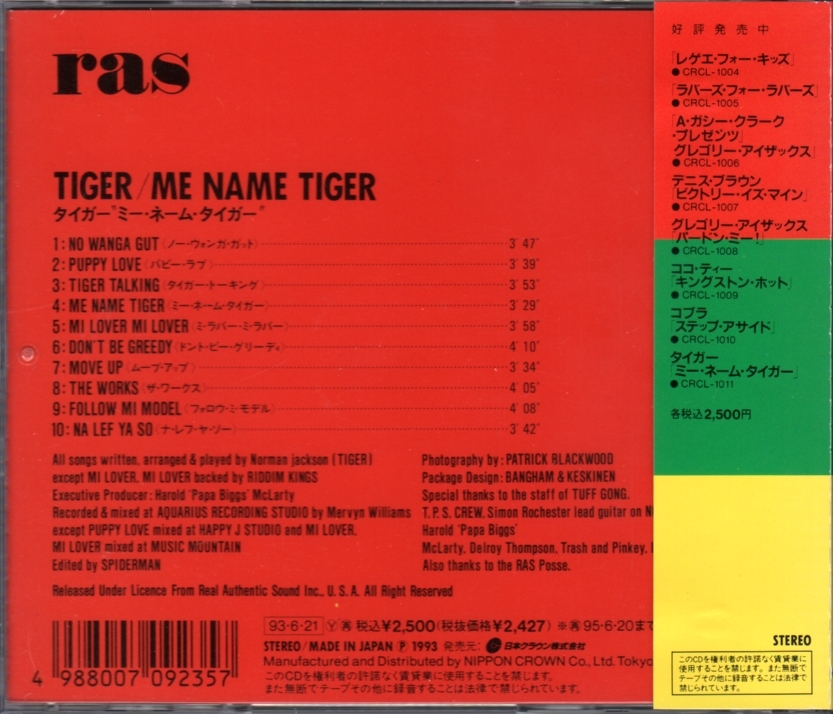 ras
TIGER/ME NAME TIGER
タイガー"ミー・ネーム・タイガー"
1:NO WANGA GUT〈ノー・ウォンガ・ガット〉 3´47˝
2:PUPPY LOVE〈パピー・ラブ〉 3´39˝
3:TIGER TALKING〈タイガー・トーキング〉 3´53˝
4:ME NAME TIGER〈ミー・ネーム・タイガー〉 3´29˝
5:MI LOVER MI LOVER〈ミ・ラバー・ミ・ラバー〉 3´58˝
6:DON'T BE GREEDY〈ドント・ビー・グリーディ〉 4´10˝
7:MOVE UP〈ムーブ・アップ〉 3´34˝
8:THE WORKS〈ザ・ワークス〉 4´05˝
9:FOLLOW MI MODEL〈フォロウ・ミ・モデル〉 4´08˝
10:NA LEF YA SO〈ナ・レフ・ヤ・ソー〉 3´42˝
All songs written, arranged & played by Norman jackson (TIGER)
except MI LOVER, MI LOVER backed by RIDDIM KINGS
Executive Producer: Harold 'Papa Biggs' McLarty
Recorded & mixed at AQUARIUS RECORDING STUDIO by Mervyn Williams
except PUPPY LOVE mixed at HAPPY J STUDIO and MI LOVER,
MI LOVER mixed at MUSIC MOUNTAIN
Edited by SPIDERMAN
Photography by: PATRICK BLACKWOOD
Package Design: BANGHAM & KESKINEN
Special thanks to the staff of TUFF GONG,
T.P.S. CREW, Simon Rochester lead guitar on
Harold 'Papa Biggs'
McLarty, Delroy Thompson, Trash and Pinkey,
Also thanks to the RAS Posse.
Released Under Licence From Real Authentic Sound Inc., U.S.A. All Right Reserved
93·6·21 Ⓨ 税込¥2,500(税抜価格¥2,427) 95·6·20まで
STEREO/MADE IN JAPAN Ⓟ 1993 発売元: 日本クラウン株式会社
Manufactured and Distributed by NIPPON CROWN Co., Ltd. Tokyo
このCDを権利者の許諾なく賃貸業に使用することを禁じます。
また無断でテープその他に録音することは法律で禁じられています。
4 988007 092357
好評発売中
「レゲエ・フォー・キッズ」
●CRCL-1004
「ラバーズ・フォー・ラバーズ」
●CRCL-1005
「A・ガシー・クラーク
・プレゼンツ」
グレゴリー・アイザックス」
●CRCL-1006
デニス・ブラウン
「ビクトリー・イズ・マイン」
●CRCL-1007
グレゴリー・アイザックス
「パードン・ミー!」
●CRCL-1008
ココ・ティー
「キングストン・ホット」
●CRCL-1009
コブラ
「ステップ・アサイド」
●CRCL-1010
タイガー
「ミー・ネーム・タイガー」
●CRCL-1011
各税込2,500円
STEREO
このCDを権利者の許諾なく賃貸業に
使用することを禁じます。また無断で
テープその他に録音することは法律で
禁じられています。